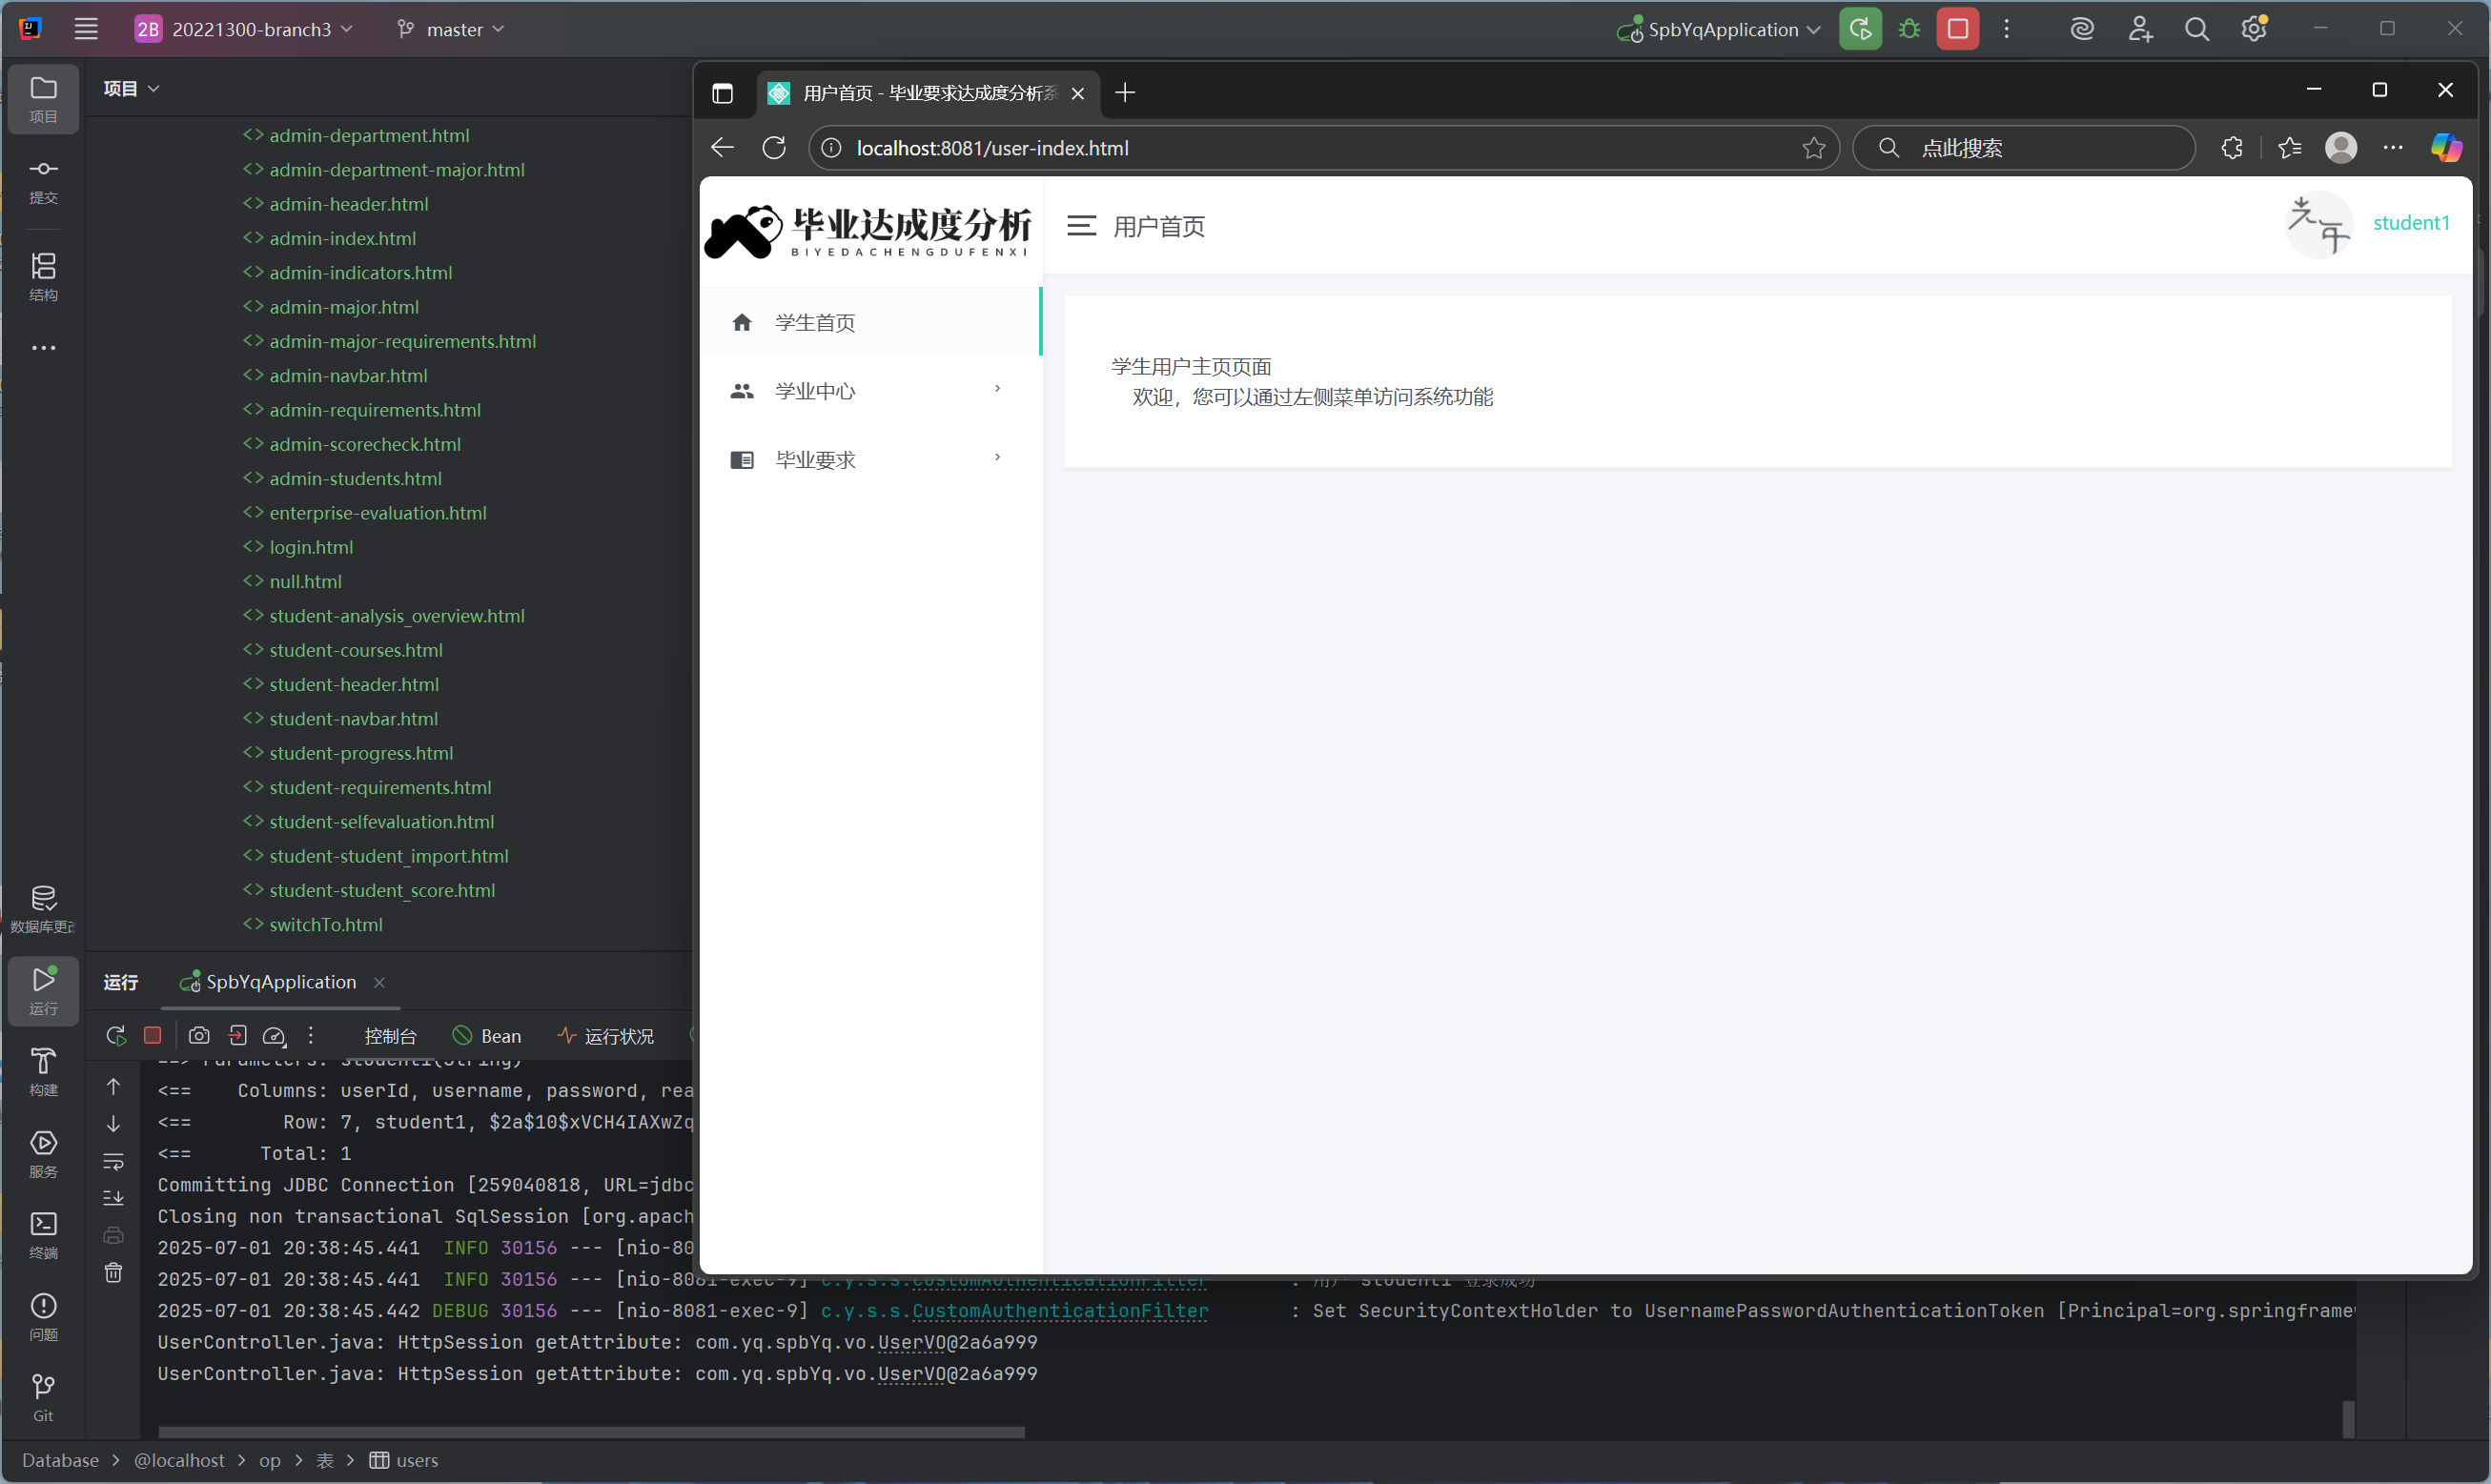 2B 20221300-branch3
master
SpbYqApplication
项目
项目
提交
结构
admin-department.html
admin-department-major.html
admin-header.html
admin-index.html
admin-indicators.html
admin-major.html
admin-major-requirements.html
admin-navbar.html
admin-requirements.html
admin-scorecheck.html
admin-students.html
enterprise-evaluation.html
login.html
null.html
student-analysis_overview.html
student-courses.html
student-header.html
student-navbar.html
student-progress.html
student-requirements.html
student-selfevaluation.html
student-student_import.html
student-student_score.html
switchTo.html
用户首页 - 毕业要求达成度分析系
localhost:8081/user-index.html
点此搜索
毕业达成度分析
BIYEDACHENGDUFENXI
用户首页
student1
学生首页
学业中心
毕业要求
学生用户主页页面
欢迎，您可以通过左侧菜单访问系统功能
数据库更改
运行
构建
服务
终端
问题
Git
运行
SpbYqApplication
控制台
Bean
运行状况
==> Parameters: student1(String)
<== Columns: userId, username, password, rea
<== Row: 7, student1, $2a$10$xVCH4IAXwZq
<== Total: 1
Committing JDBC Connection [259040818, URL=jdbc
Closing non transactional SqlSession [org.apach
2025-07-01 20:38:45.441 INFO 30156 --- [nio-80
2025-07-01 20:38:45.441 INFO 30156 --- [nio-8081-exec-9] c.y.s.s.CustomAuthenticationFilter : 用户 student1 登录成功
2025-07-01 20:38:45.442 DEBUG 30156 --- [nio-8081-exec-9] c.y.s.s.CustomAuthenticationFilter : Set SecurityContextHolder to UsernamePasswordAuthenticationToken [Principal=org.springframe
UserController.java: HttpSession getAttribute: com.yq.spbYq.vo.UserVO@2a6a999
UserController.java: HttpSession getAttribute: com.yq.spbYq.vo.UserVO@2a6a999
Database > @localhost > op > 表 > users